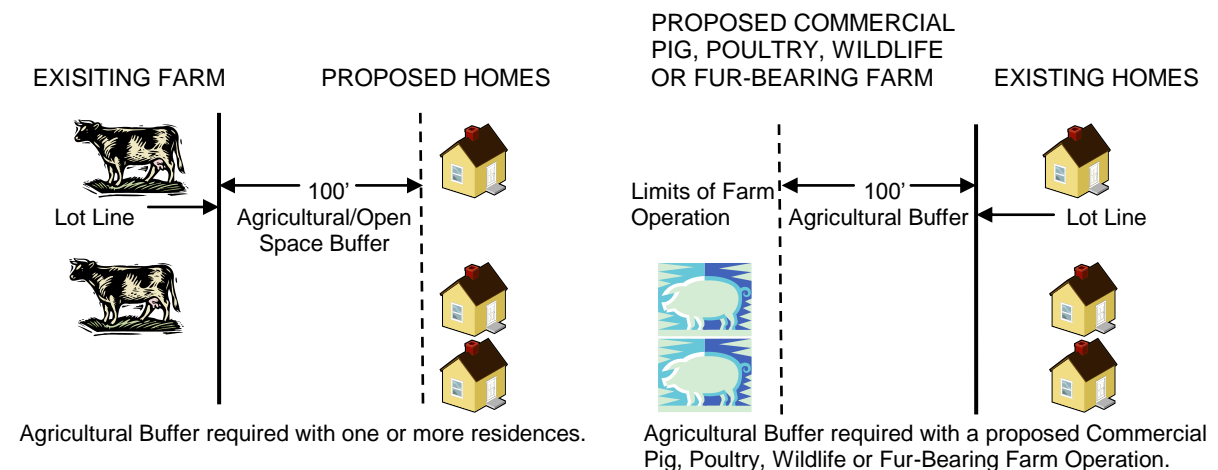 EXISITING FARM
PROPOSED HOMES
Lot Line
100’
Agricultural/Open
Space Buffer
Agricultural Buffer required with one or more residences.
PROPOSED COMMERCIAL
PIG, POULTRY, WILDLIFE
OR FUR-BEARING FARM
EXISTING HOMES
Limits of Farm
Operation
100’
Agricultural Buffer
Lot Line
Agricultural Buffer required with a proposed Commercial
Pig, Poultry, Wildlife or Fur-Bearing Farm Operation.